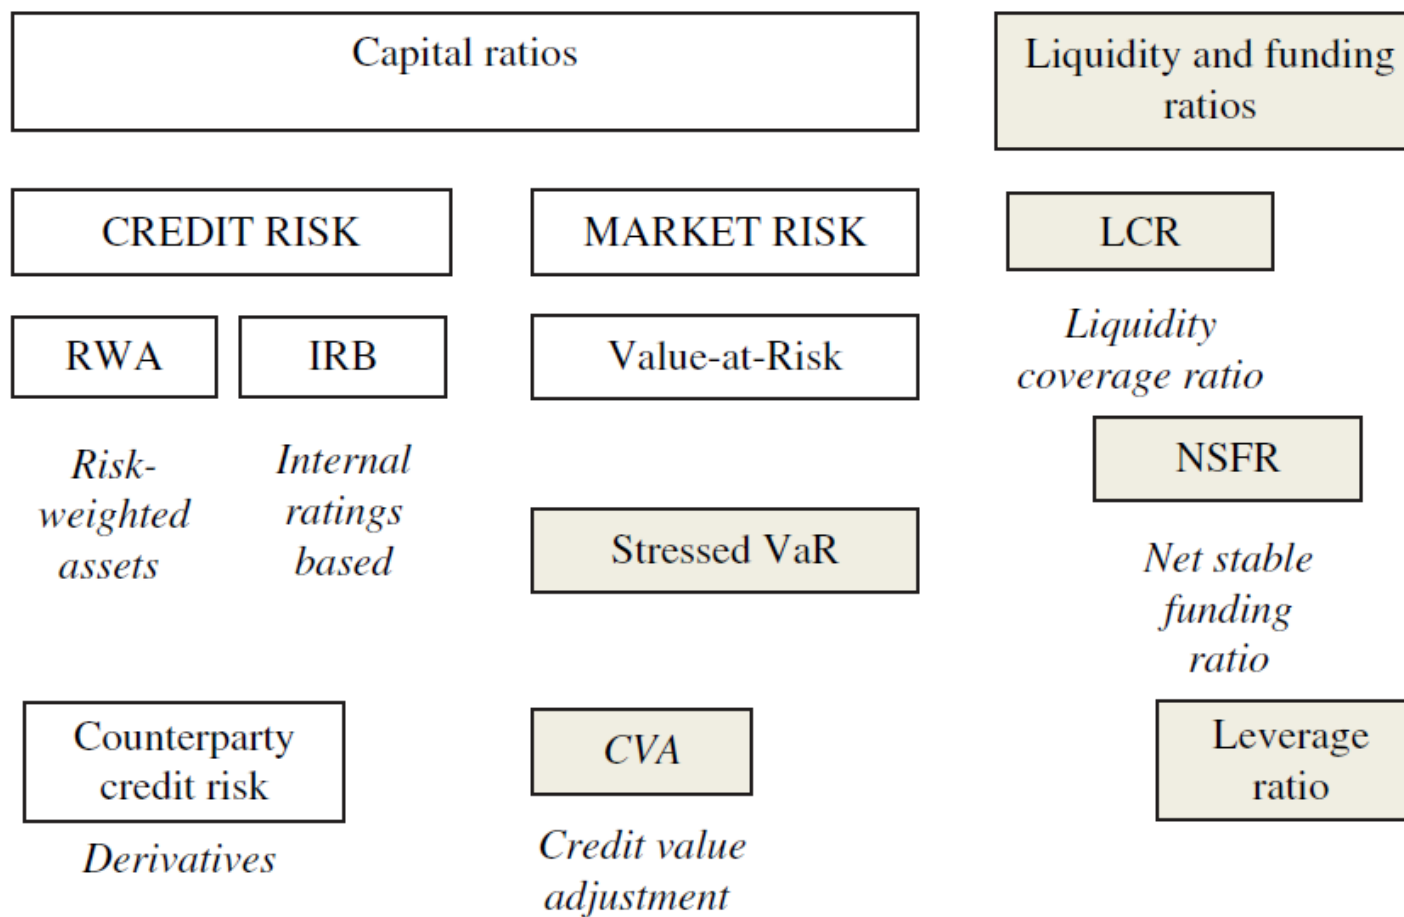 Capital ratios
Liquidity and funding
ratios
CREDIT RISK
MARKET RISK
LCR
RWA
IRB
Value-at-Risk
Liquidity
coverage ratio
Risk-
weighted
assets
Internal
ratings
based
NSFR
Stressed VaR
Net stable
funding
ratio
Counterparty
credit risk
Derivatives
CVA
Credit value
adjustment
Leverage
ratio